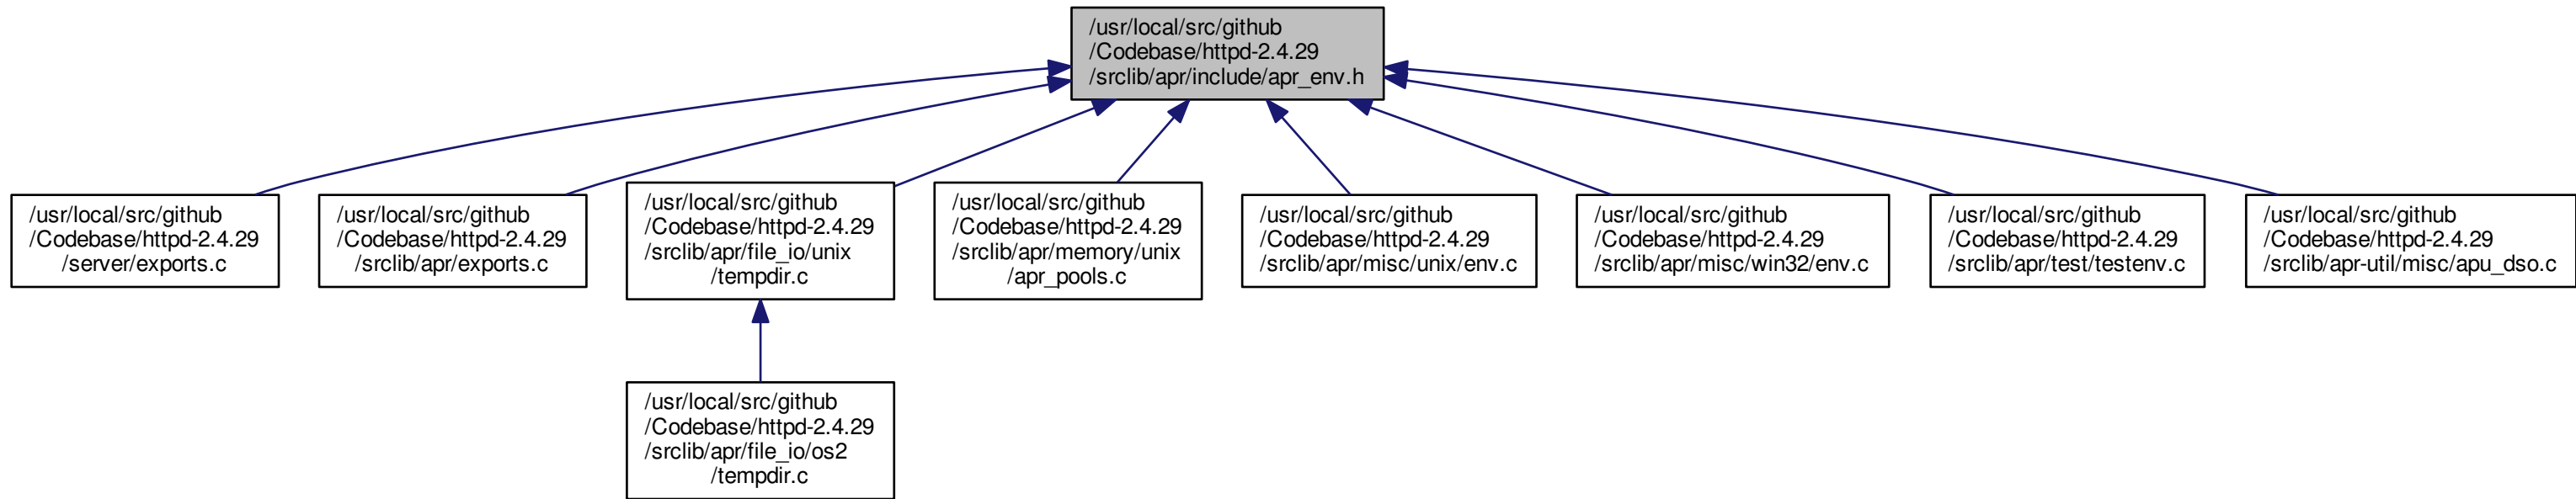 /usr/local/src/github
/Codebase/httpd-2.4.29
/srclib/apr/include/apr_env.h
/usr/local/src/github
/Codebase/httpd-2.4.29
/server/exports.c
/usr/local/src/github
/Codebase/httpd-2.4.29
/srclib/apr/exports.c
/usr/local/src/github
/Codebase/httpd-2.4.29
/srclib/apr/file_io/unix
/tempdir.c
/usr/local/src/github
/Codebase/httpd-2.4.29
/srclib/apr/memory/unix
/apr_pools.c
/usr/local/src/github
/Codebase/httpd-2.4.29
/srclib/apr/misc/unix/env.c
/usr/local/src/github
/Codebase/httpd-2.4.29
/srclib/apr/misc/win32/env.c
/usr/local/src/github
/Codebase/httpd-2.4.29
/srclib/apr/test/testenv.c
/usr/local/src/github
/Codebase/httpd-2.4.29
/srclib/apr-util/misc/apu_dso.c
/usr/local/src/github
/Codebase/httpd-2.4.29
/srclib/apr/file_io/os2
/tempdir.c